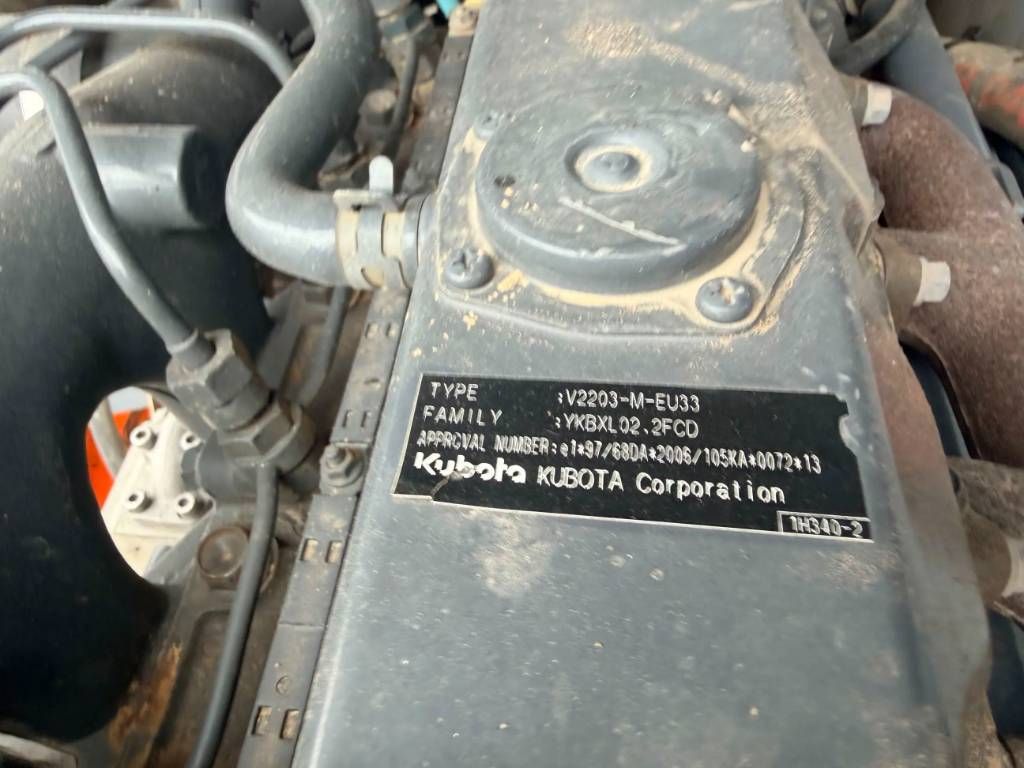 TYPE :V2203-M-EU33
FAMILY :YKBXL02.2FCD
APPROVAL NUMBER:e1*97/68DA*2006/105KA*0072*13
Kubota KUBOTA Corporation
1H340-2